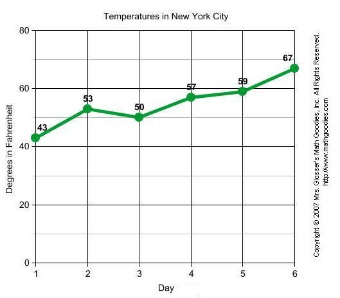 Temperatures in New York City
80
60
40
20
0
Degrees in Fahrenheit
43
53
50
57
59
67
1 2 3 4 5 6
Day
Copyright © 2007 Mrs. Glosser's Math Goodies, Inc. All Rights Reserved.
http://www.mathgoodies.com